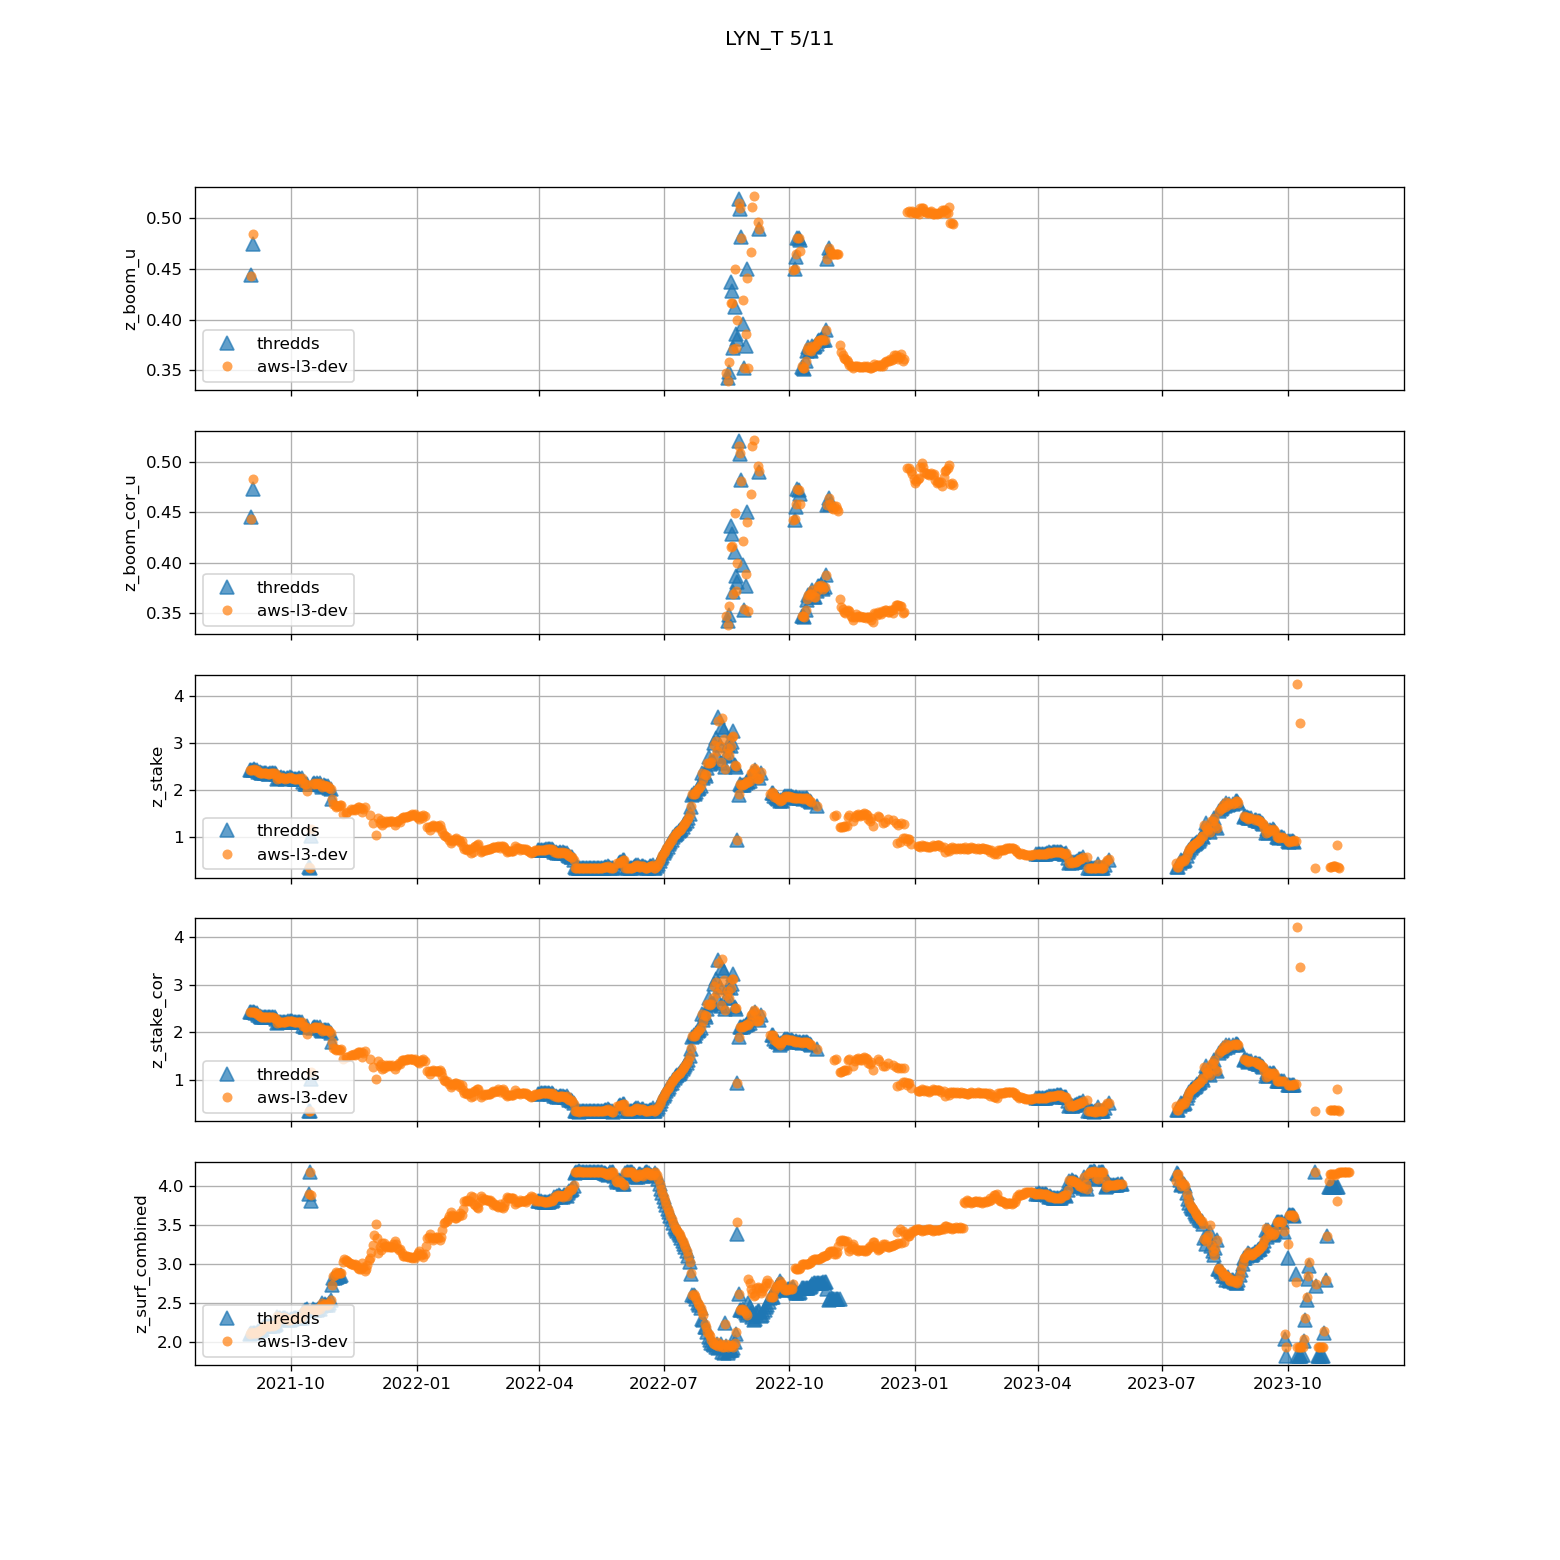 LYN_T 5/11
z_boom_u
0.50
0.45
0.40
0.35
thredds
aws-l3-dev
z_boom_cor_u
0.50
0.45
0.40
0.35
thredds
aws-l3-dev
z_stake
4
3
2
1
thredds
aws-l3-dev
z_stake_cor
4
3
2
1
thredds
aws-l3-dev
z_surf_combined
4.0
3.5
3.0
2.5
2.0
thredds
aws-l3-dev
2021-10 2022-01 2022-04 2022-07 2022-10 2023-01 2023-04 2023-07 2023-10